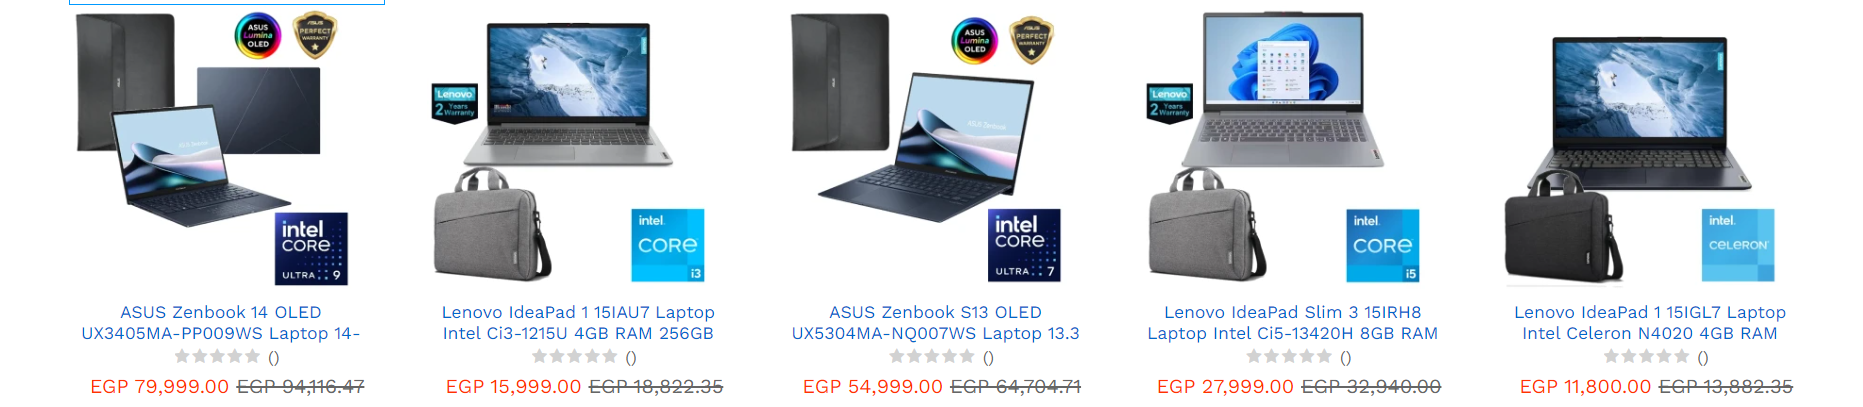 ASUS
Lumina
OLED
ASUS
PERFECT
WARRANTY
intel
CORE
ULTRA 9
ASUS Zenbook 14 OLED
UX3405MA-PP009WS Laptop 14-
()
EGP 79,999.00 EGP 94,116.47
Lenovo
2 Years
Warranty
intel.
CORE
i3
Lenovo IdeaPad 1 15IAU7 Laptop
Intel Ci3-1215U 4GB RAM 256GB
()
EGP 15,999.00 EGP 18,822.35
ASUS
Lumina
OLED
ASUS
PERFECT
WARRANTY
ASUS Zenbook
intel
CORE
ULTRA 7
ASUS Zenbook S13 OLED
UX5304MA-NQ007WS Laptop 13.3
()
EGP 54,999.00 EGP 64,704.71
Lenovo
2 Years
Warranty
intel.
CORE
i5
Lenovo IdeaPad Slim 3 15IRH8
Laptop Intel Ci5-13420H 8GB RAM
()
EGP 27,999.00 EGP 32,940.00
intel.
CELERON
Lenovo IdeaPad 1 15IGL7 Laptop
Intel Celeron N4020 4GB RAM
()
EGP 11,800.00 EGP 13,882.35